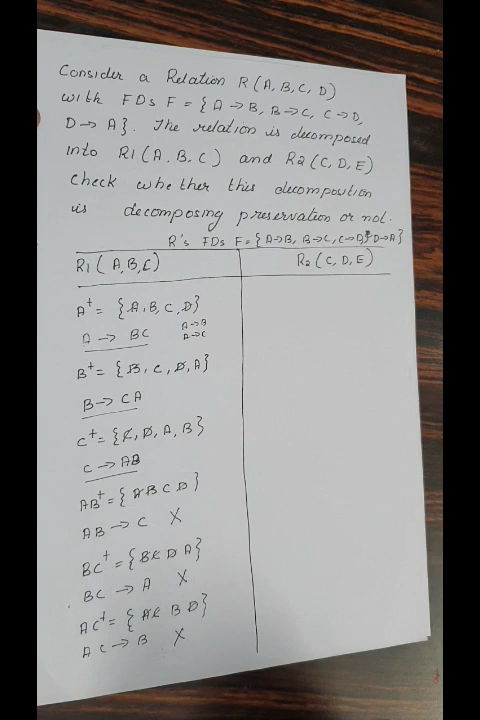 Consider a Relation R(A, B, C, D)
with FDs F = {A → B, B → C, C → D,
D → A}. The relation is decomposed
into R1(A, B, C) and R2(C, D, E)
Check whether this decomposition
is decomposing preservation or not.
R's FDs F = {A→B, B→C, C→D, D→A}
R1(A, B, C) R2(C, D, E)
A⁺ = {A, B, C, D}
A → BC A→B
A→C
B⁺ = {B, C, D, A}
B → CA
C⁺ = {C, D, A, B}
C → AB
AB⁺ = {A B C D}
AB → C X
BC⁺ = {B C D A}
BC → A X
AC⁺ = {A C B D}
AC → B X